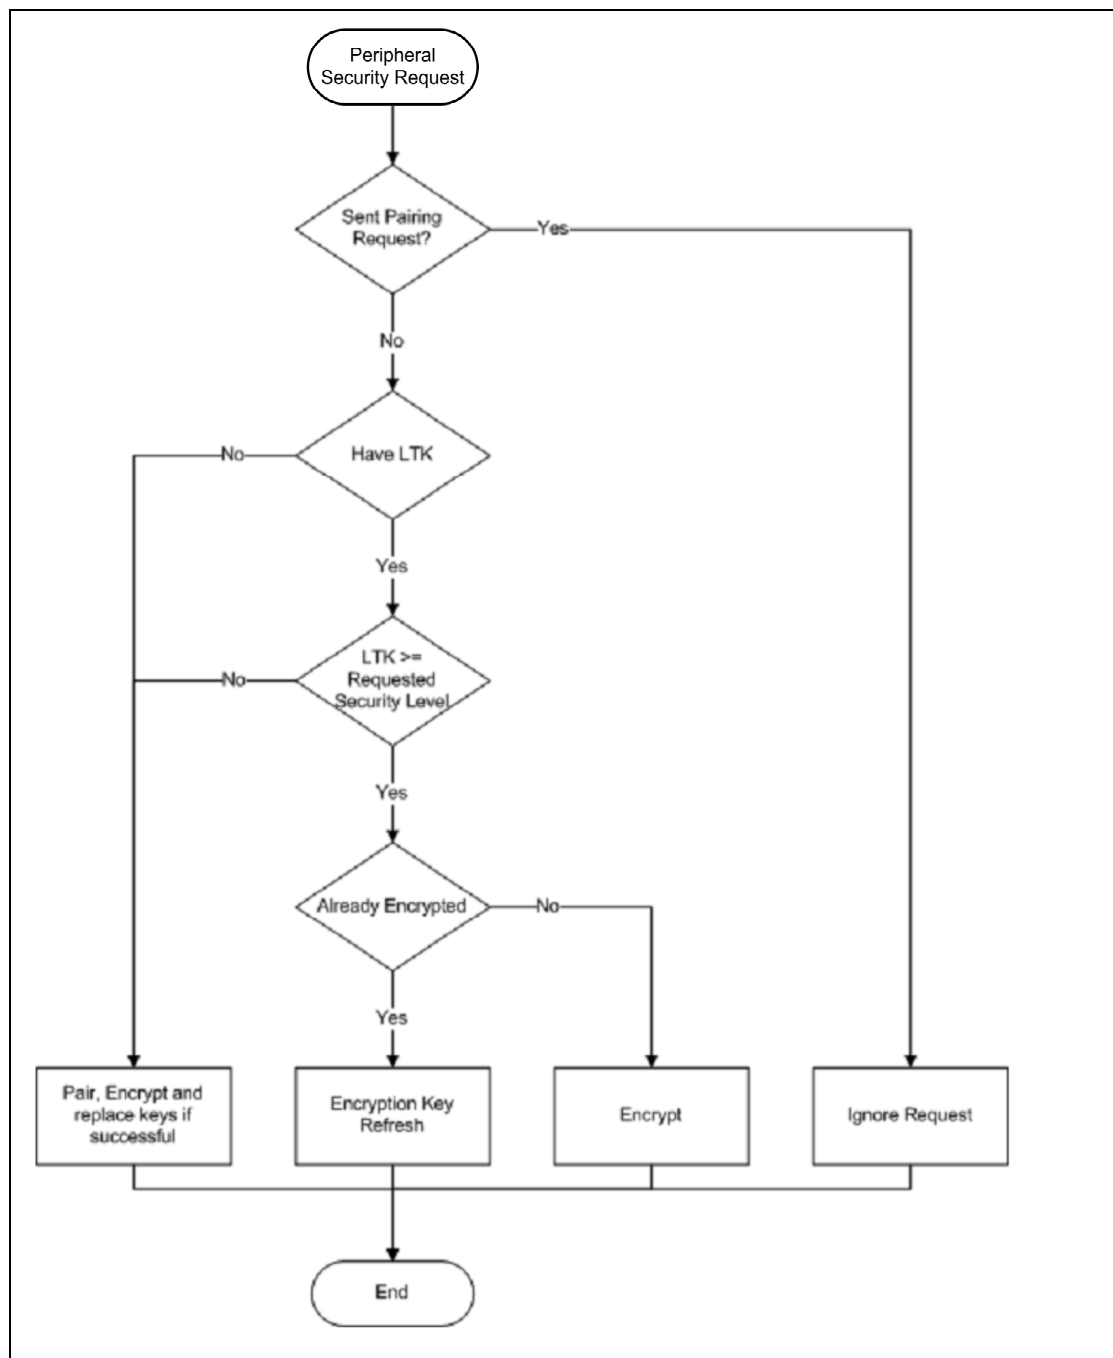 Peripheral
Security Request
Sent Pairing
Request?
Yes
No
Have LTK
No
Yes
LTK >=
Requested
Security Level
No
Yes
Already Encrypted
No
Yes
Pair, Encrypt and
replace keys if
successful
Encryption Key
Refresh
Encrypt
Ignore Request
End